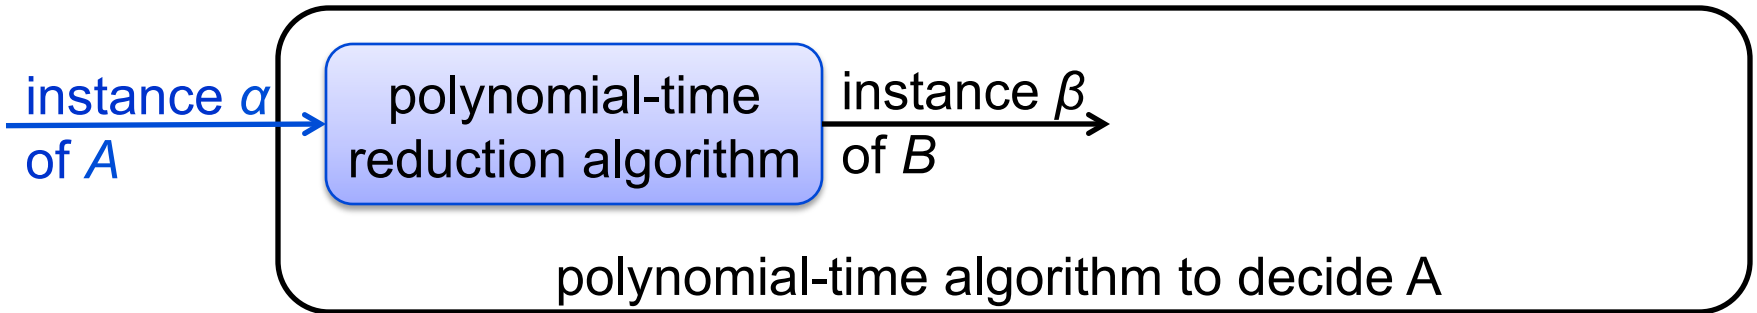 instance α
of A
polynomial-time
reduction algorithm
instance β
of B
polynomial-time algorithm to decide A